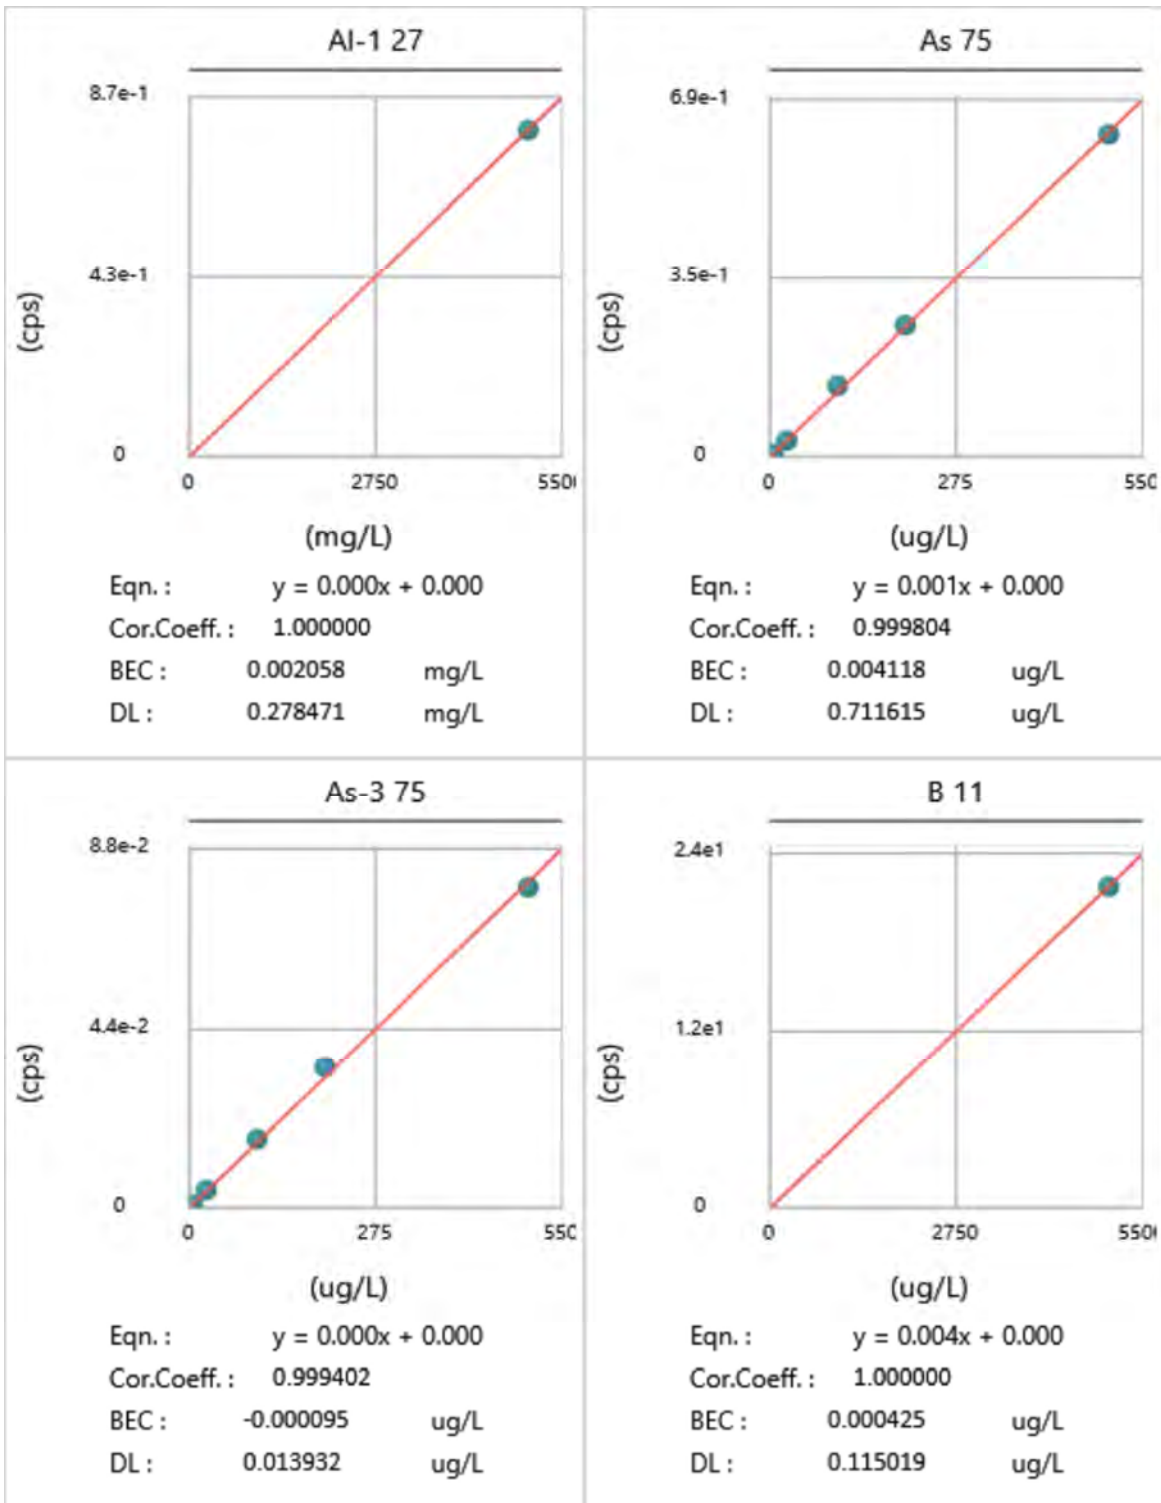 Al-1 27
8.7e-1
4.3e-1
0
(cps)
0 2750 550
(mg/L)
Eqn. : y = 0.000x + 0.000
Cor.Coeff. : 1.000000
BEC : 0.002058 mg/L
DL : 0.278471 mg/L
As 75
6.9e-1
3.5e-1
0
(cps)
0 275 550
(ug/L)
Eqn. : y = 0.001x + 0.000
Cor.Coeff. : 0.999804
BEC : 0.004118 ug/L
DL : 0.711615 ug/L
As-3 75
8.8e-2
4.4e-2
0
(cps)
0 275 550
(ug/L)
Eqn. : y = 0.000x + 0.000
Cor.Coeff. : 0.999402
BEC : -0.000095 ug/L
DL : 0.013932 ug/L
B 11
2.4e1
1.2e1
0
(cps)
0 2750 550
(ug/L)
Eqn. : y = 0.004x + 0.000
Cor.Coeff. : 1.000000
BEC : 0.000425 ug/L
DL : 0.115019 ug/L